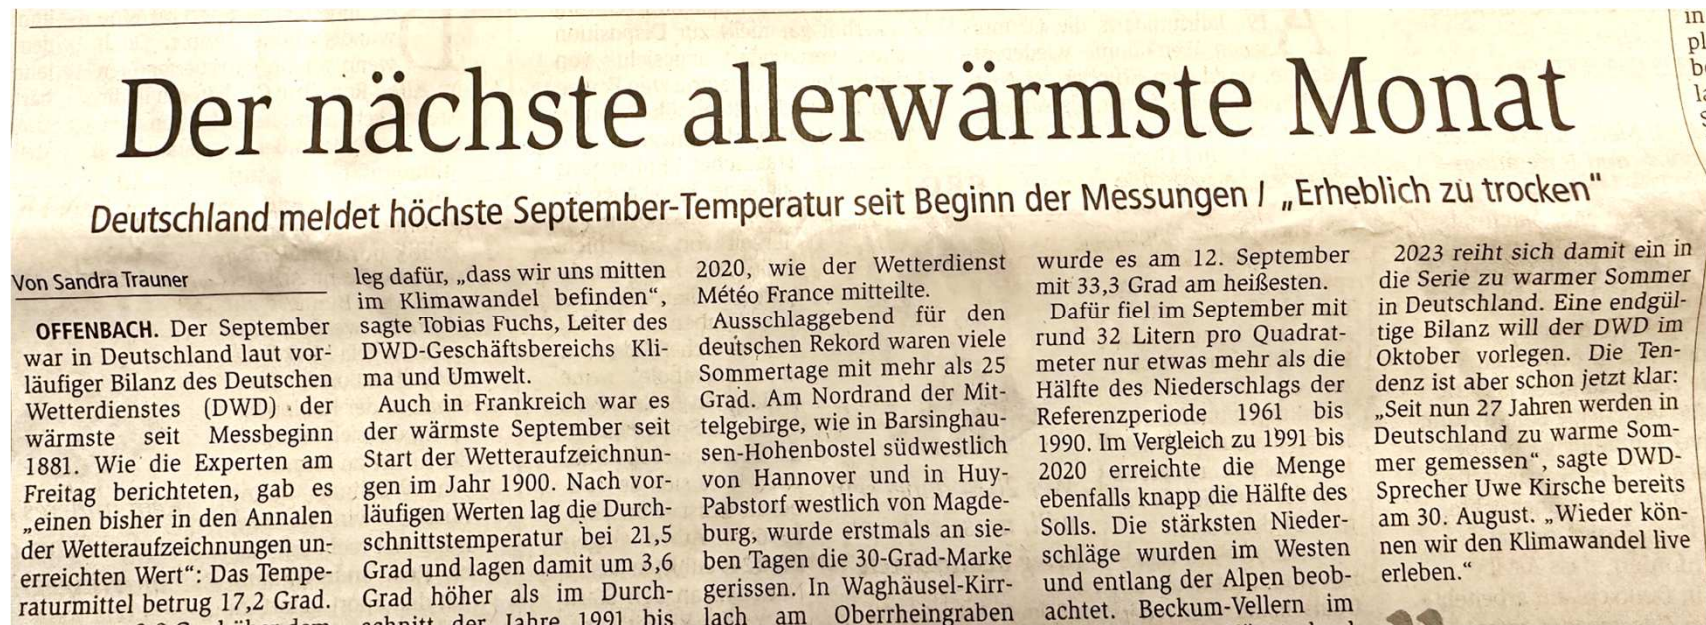 Der nächste allerwärmste Monat
Deutschland meldet höchste September-Temperatur seit Beginn der Messungen / „Erheblich zu trocken"
Von Sandra Trauner
OFFENBACH. Der September
war in Deutschland laut vor-
läufiger Bilanz des Deutschen
Wetterdienstes (DWD) der
wärmste seit Messbeginn
1881. Wie die Experten am
Freitag berichteten, gab es
„einen bisher in den Annalen
der Wetteraufzeichnungen un-
erreichten Wert“: Das Tempe-
raturmittel betrug 17,2 Grad.
leg dafür, „dass wir uns mitten
im Klimawandel befinden“,
sagte Tobias Fuchs, Leiter des
DWD-Geschäftsbereichs Kli-
ma und Umwelt.
Auch in Frankreich war es
der wärmste September seit
Start der Wetteraufzeichnun-
gen im Jahr 1900. Nach vor-
läufigen Werten lag die Durch-
schnittstemperatur bei 21,5
Grad und lagen damit um 3,6
Grad höher als im Durch-
schnitt der Jahre 1991 bis
2020, wie der Wetterdienst
Météo France mitteilte.
Ausschlaggebend für den
deutschen Rekord waren viele
Sommertage mit mehr als 25
Grad. Am Nordrand der Mit-
telgebirge, wie in Barsinghau-
sen-Hohenbostel südwestlich
von Hannover und in Huy-
Pabstorf westlich von Magde-
burg, wurde erstmals an sie-
ben Tagen die 30-Grad-Marke
gerissen. In Waghäusel-Kirr-
lach am Oberrheingraben
wurde es am 12. September
mit 33,3 Grad am heißesten.
Dafür fiel im September mit
rund 32 Litern pro Quadrat-
meter nur etwas mehr als die
Hälfte des Niederschlags der
Referenzperiode 1961 bis
1990. Im Vergleich zu 1991 bis
2020 erreichte die Menge
ebenfalls knapp die Hälfte des
Solls. Die stärksten Nieder-
schläge wurden im Westen
und entlang der Alpen beob-
achtet. Beckum-Vellern im
2023 reiht sich damit ein in
die Serie zu warmer Sommer
in Deutschland. Eine endgül-
tige Bilanz will der DWD im
Oktober vorlegen. Die Ten-
denz ist aber schon jetzt klar:
„Seit nun 27 Jahren werden in
Deutschland zu warme Som-
mer gemessen“, sagte DWD-
Sprecher Uwe Kirsche bereits
am 30. August. „Wieder kön-
nen wir den Klimawandel live
erleben.“
in